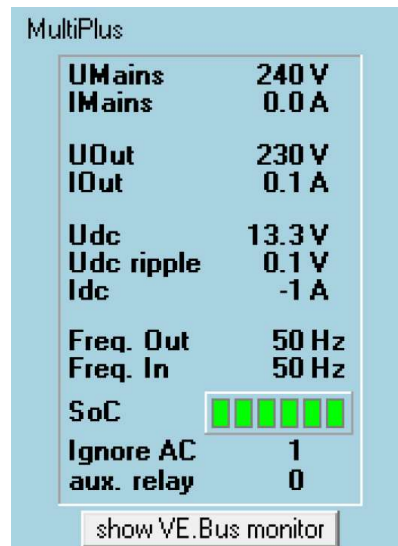 MultiPlus
UMains 240 V
IMains 0.0 A
UOut 230 V
IOut 0.1 A
Udc 13.3 V
Udc ripple 0.1 V
Idc -1 A
Freq. Out 50 Hz
Freq. In 50 Hz
SoC
Ignore AC 1
aux. relay 0
show VE.Bus monitor